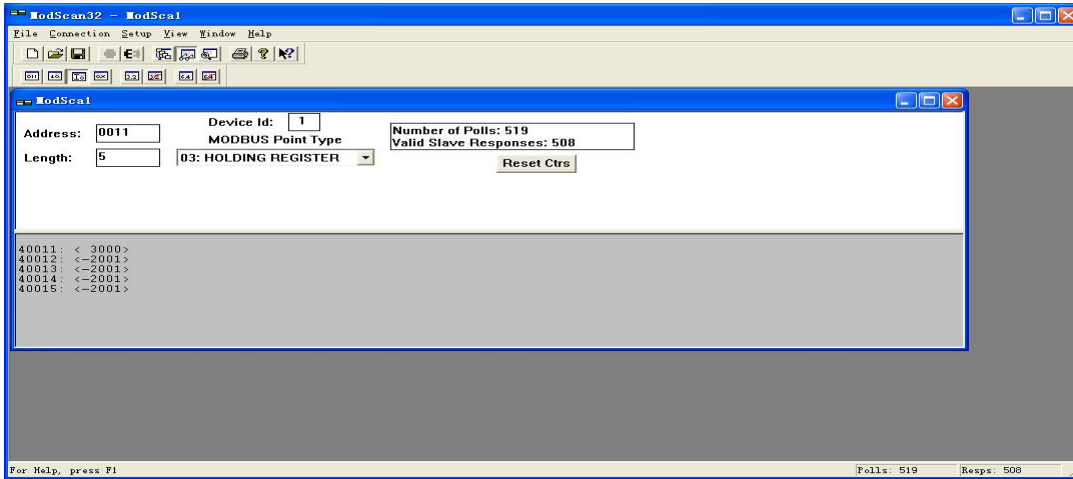 ModScan32 - ModSca1
File Connection Setup View Window Help
ModSca1
Address: 0011
Device Id: 1
MODBUS Point Type
Length: 5
03: HOLDING REGISTER
Number of Polls: 519
Valid Slave Responses: 508
Reset Ctrs
40011: < 3000>
40012: <-2001>
40013: <-2001>
40014: <-2001>
40015: <-2001>
For Help, press F1
Polls: 519
Resps: 508